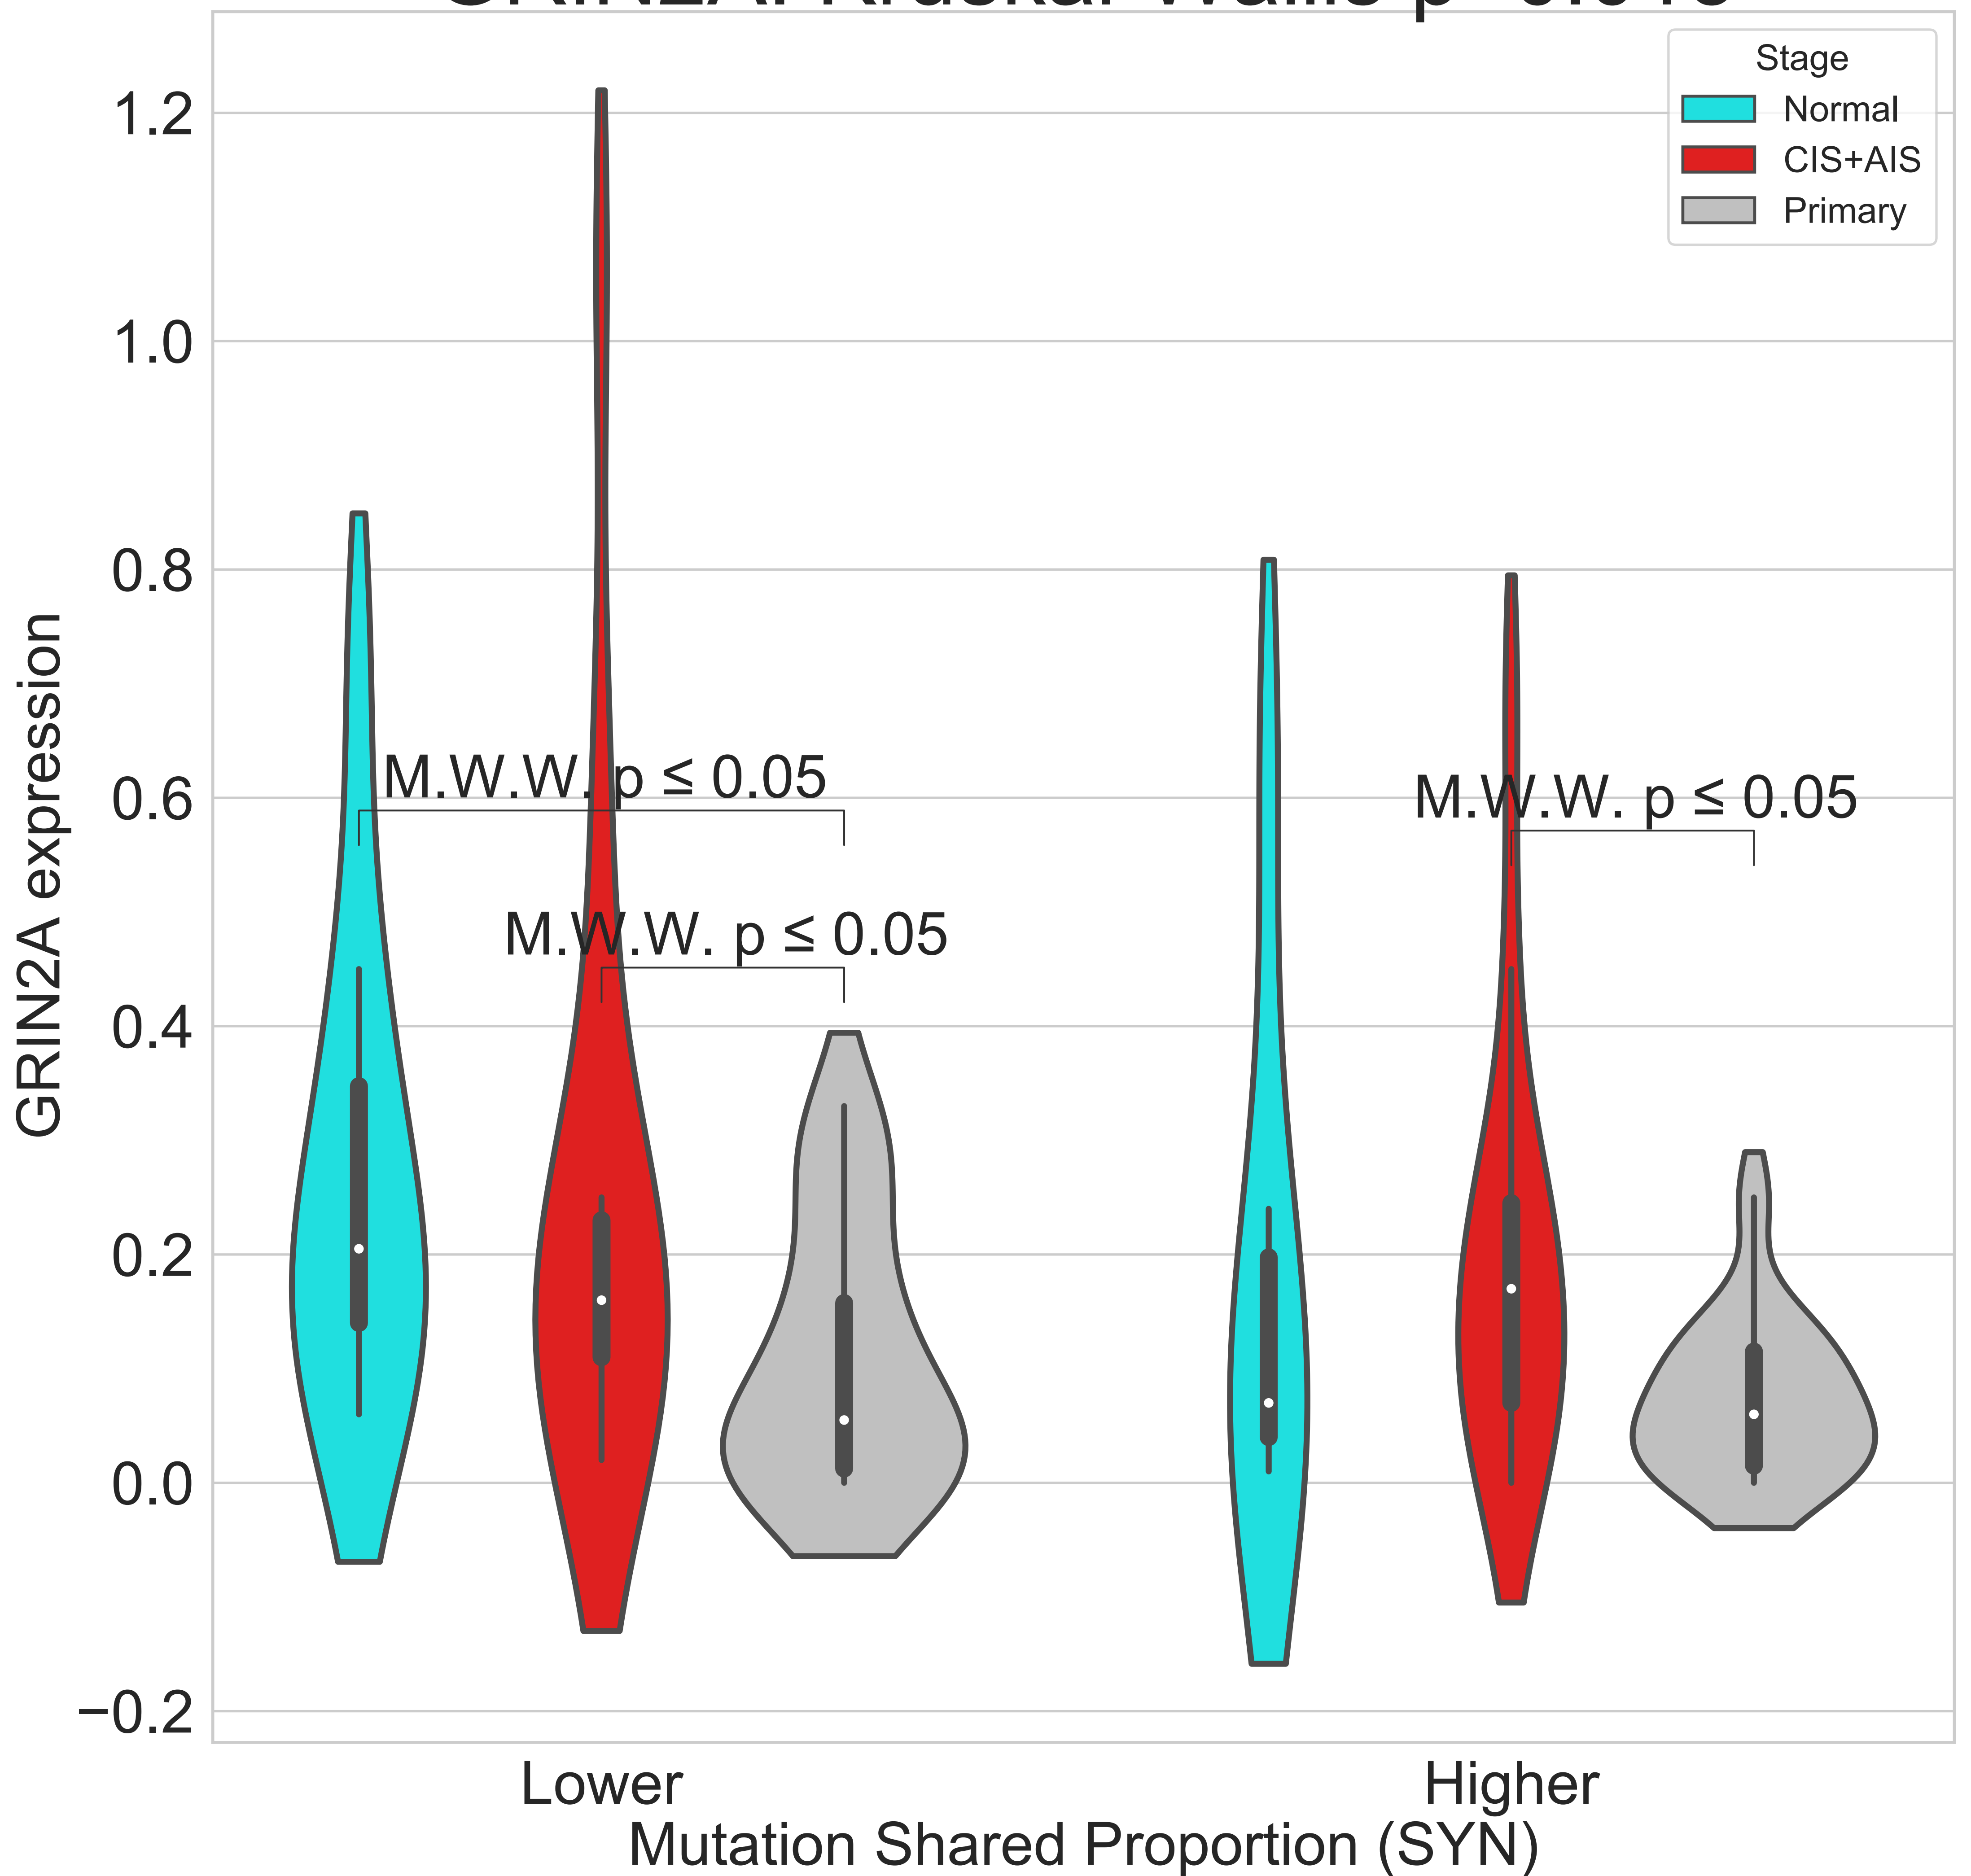 Stage
Normal
CIS+AIS
Primary
1.2
1.0
0.8
0.6
0.4
0.2
0.0
−0.2
GRIN2A expression
M.W.W. p ≤ 0.05
M.W.W. p ≤ 0.05
M.W.W. p ≤ 0.05
Lower
Higher
Mutation Shared Proportion (SYN)